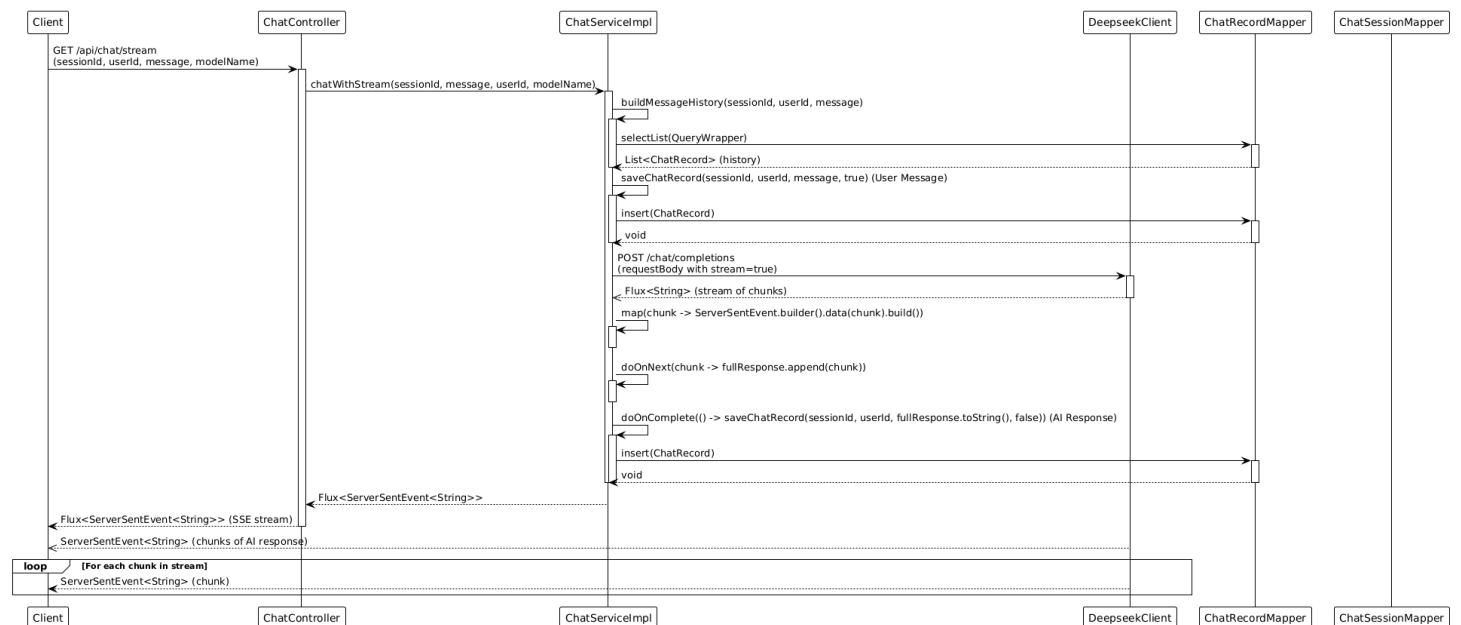 Client
ChatController
ChatServiceImpl
DeepseekClient
ChatRecordMapper
ChatSessionMapper
GET /api/chat/stream
(sessionId, userId, message, modelName)
chatWithStream(sessionId, message, userId, modelName)
buildMessageHistory(sessionId, userId, message)
selectList(QueryWrapper)
List<ChatRecord> (history)
saveChatRecord(sessionId, userId, message, true) (User Message)
insert(ChatRecord)
void
POST /chat/completions
(requestBody with stream=true)
Flux<String> (stream of chunks)
map(chunk -> ServerSentEvent.builder().data(chunk).build())
doOnNext(chunk -> fullResponse.append(chunk))
doOnComplete(() -> saveChatRecord(sessionId, userId, fullResponse.toString(), false)) (AI Response)
insert(ChatRecord)
void
Flux<ServerSentEvent<String>>
Flux<ServerSentEvent<String>> (SSE stream)
ServerSentEvent<String> (chunks of AI response)
loop [For each chunk in stream]
ServerSentEvent<String> (chunk)
Client
ChatController
ChatServiceImpl
DeepseekClient
ChatRecordMapper
ChatSessionMapper